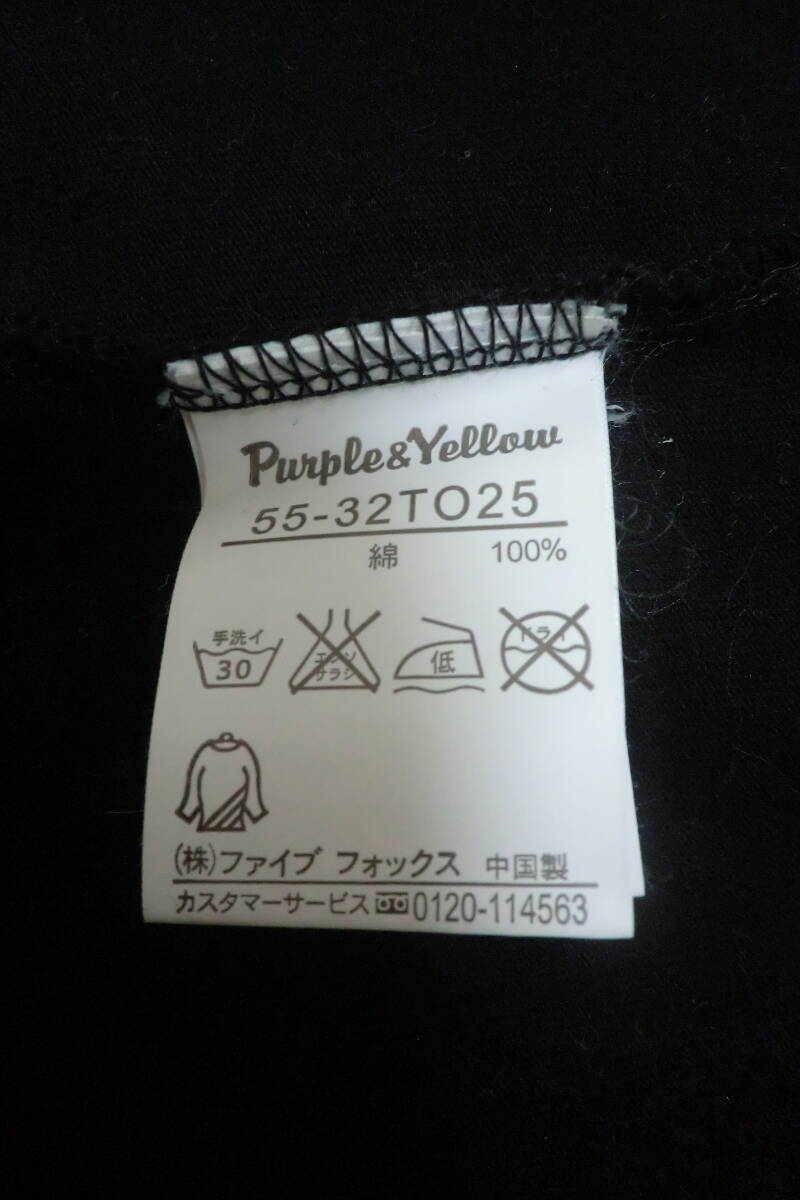 Purple&Yellow
55-32TO25
綿 100%
手洗イ
30
エンソ
サラシ
低
ドライ
(株)ファイブ フォックス 中国製
カスタマーサービス 0120-114563